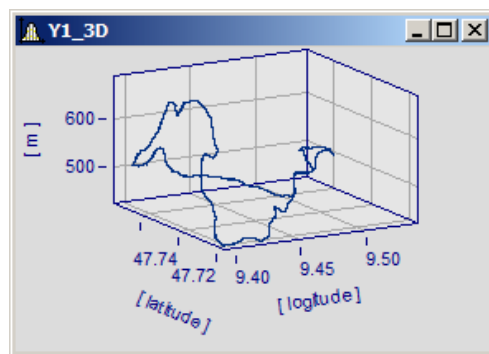 Y1_3D
600
[ m ]
500
47.74
47.72
9.40
9.45
9.50
[ latitude ]
[ logitude ]